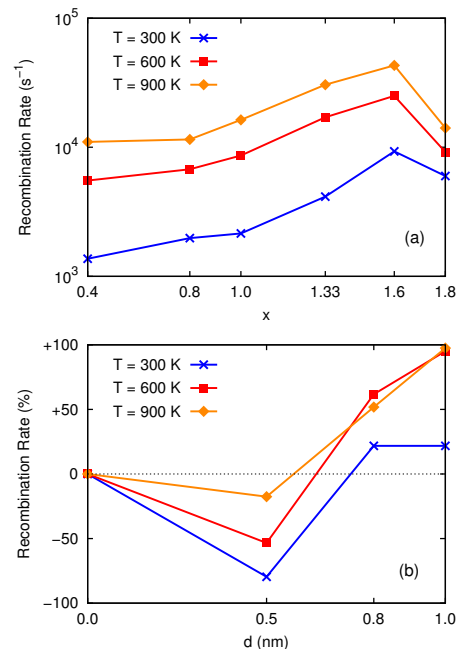 10^5
T = 300 K
T = 600 K
T = 900 K
10^4
10^3
Recombination Rate (s^−1)
(a)
0.4 0.8 1.0 1.33 1.6 1.8
x
+100
T = 300 K
T = 600 K
T = 900 K
+50
0
−50
−100
Recombination Rate (%)
(b)
0.0 0.5 0.8 1.0
d (nm)